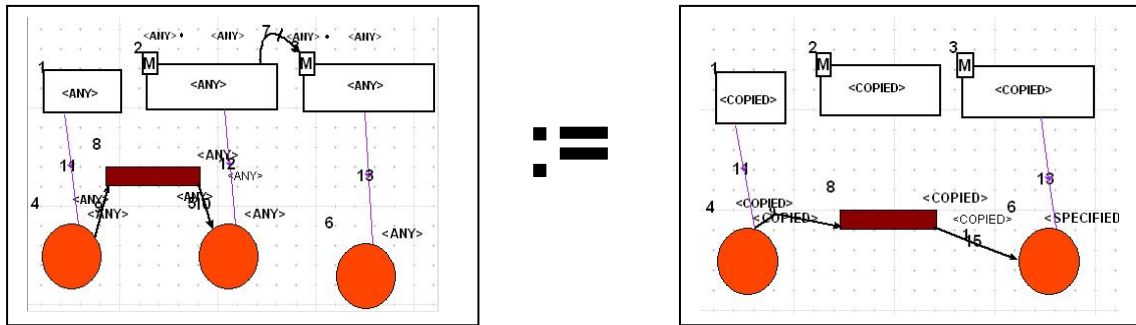 7
<ANY> • <ANY> <ANY> • <ANY>
2
M
M
1
<ANY>
<ANY>
<ANY>
8
<ANY>
11
12
<ANY>
13
4
<ANY>
<ANY>
<ANY>
5
10
<ANY>
6
<ANY>
:=
1
2
3
M
M
<COPIED>
<COPIED>
<COPIED>
11
13
8
<COPIED>
<COPIED>
4
<COPIED>
<COPIED>
6
<SPECIFIED
15